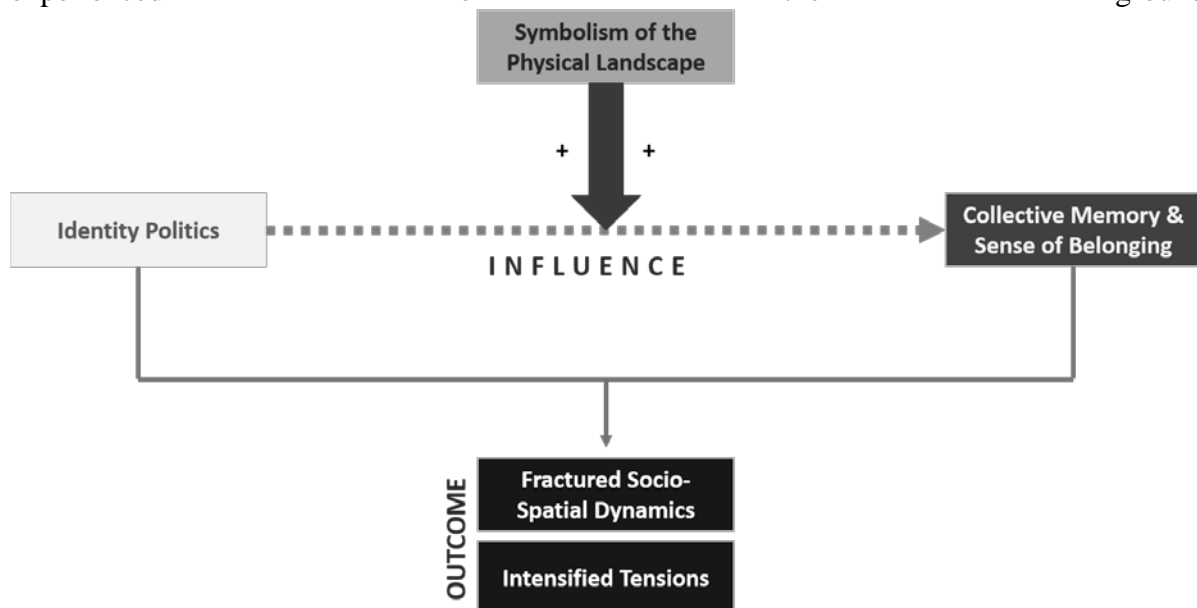 Symbolism of the
Physical Landscape
+ +
Identity Politics
INFLUENCE
Collective Memory &
Sense of Belonging
OUTCOME
Fractured Socio-
Spatial Dynamics
Intensified Tensions